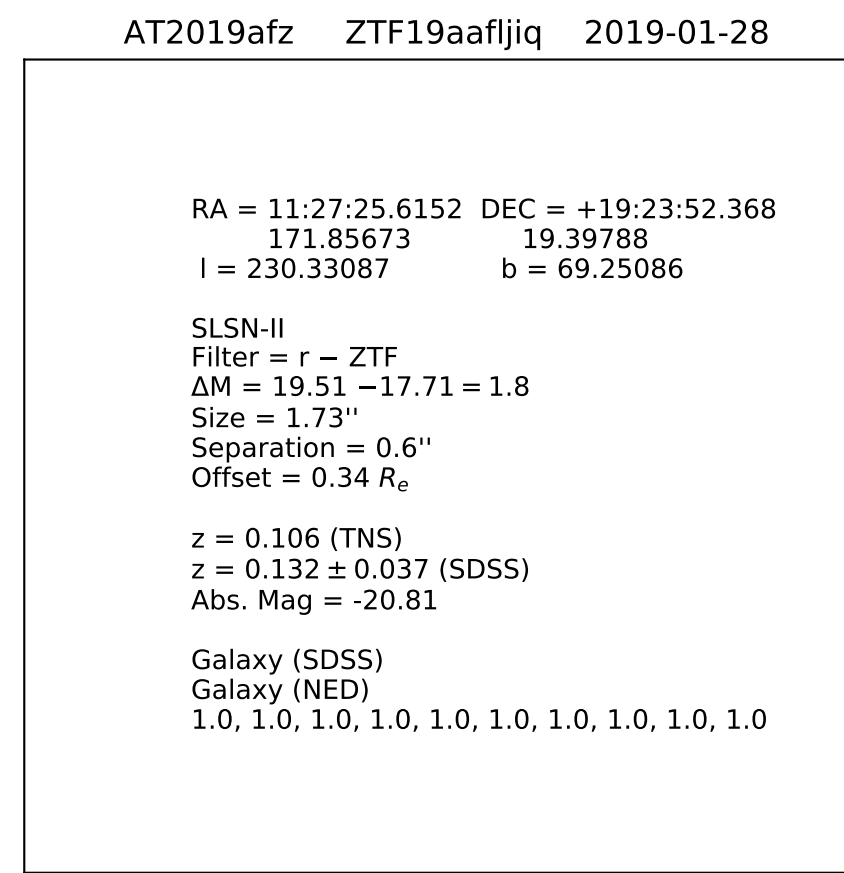 AT2019afz ZTF19aafljiq 2019-01-28
RA = 11:27:25.6152 DEC = +19:23:52.368
171.85673 19.39788
l = 230.33087 b = 69.25086
SLSN-II
Filter = r − ZTF
ΔM = 19.51 −17.71 = 1.8
Size = 1.73''
Separation = 0.6''
Offset = 0.34 Rₑ
z = 0.106 (TNS)
z = 0.132 ± 0.037 (SDSS)
Abs. Mag = -20.81
Galaxy (SDSS)
Galaxy (NED)
1.0, 1.0, 1.0, 1.0, 1.0, 1.0, 1.0, 1.0, 1.0, 1.0